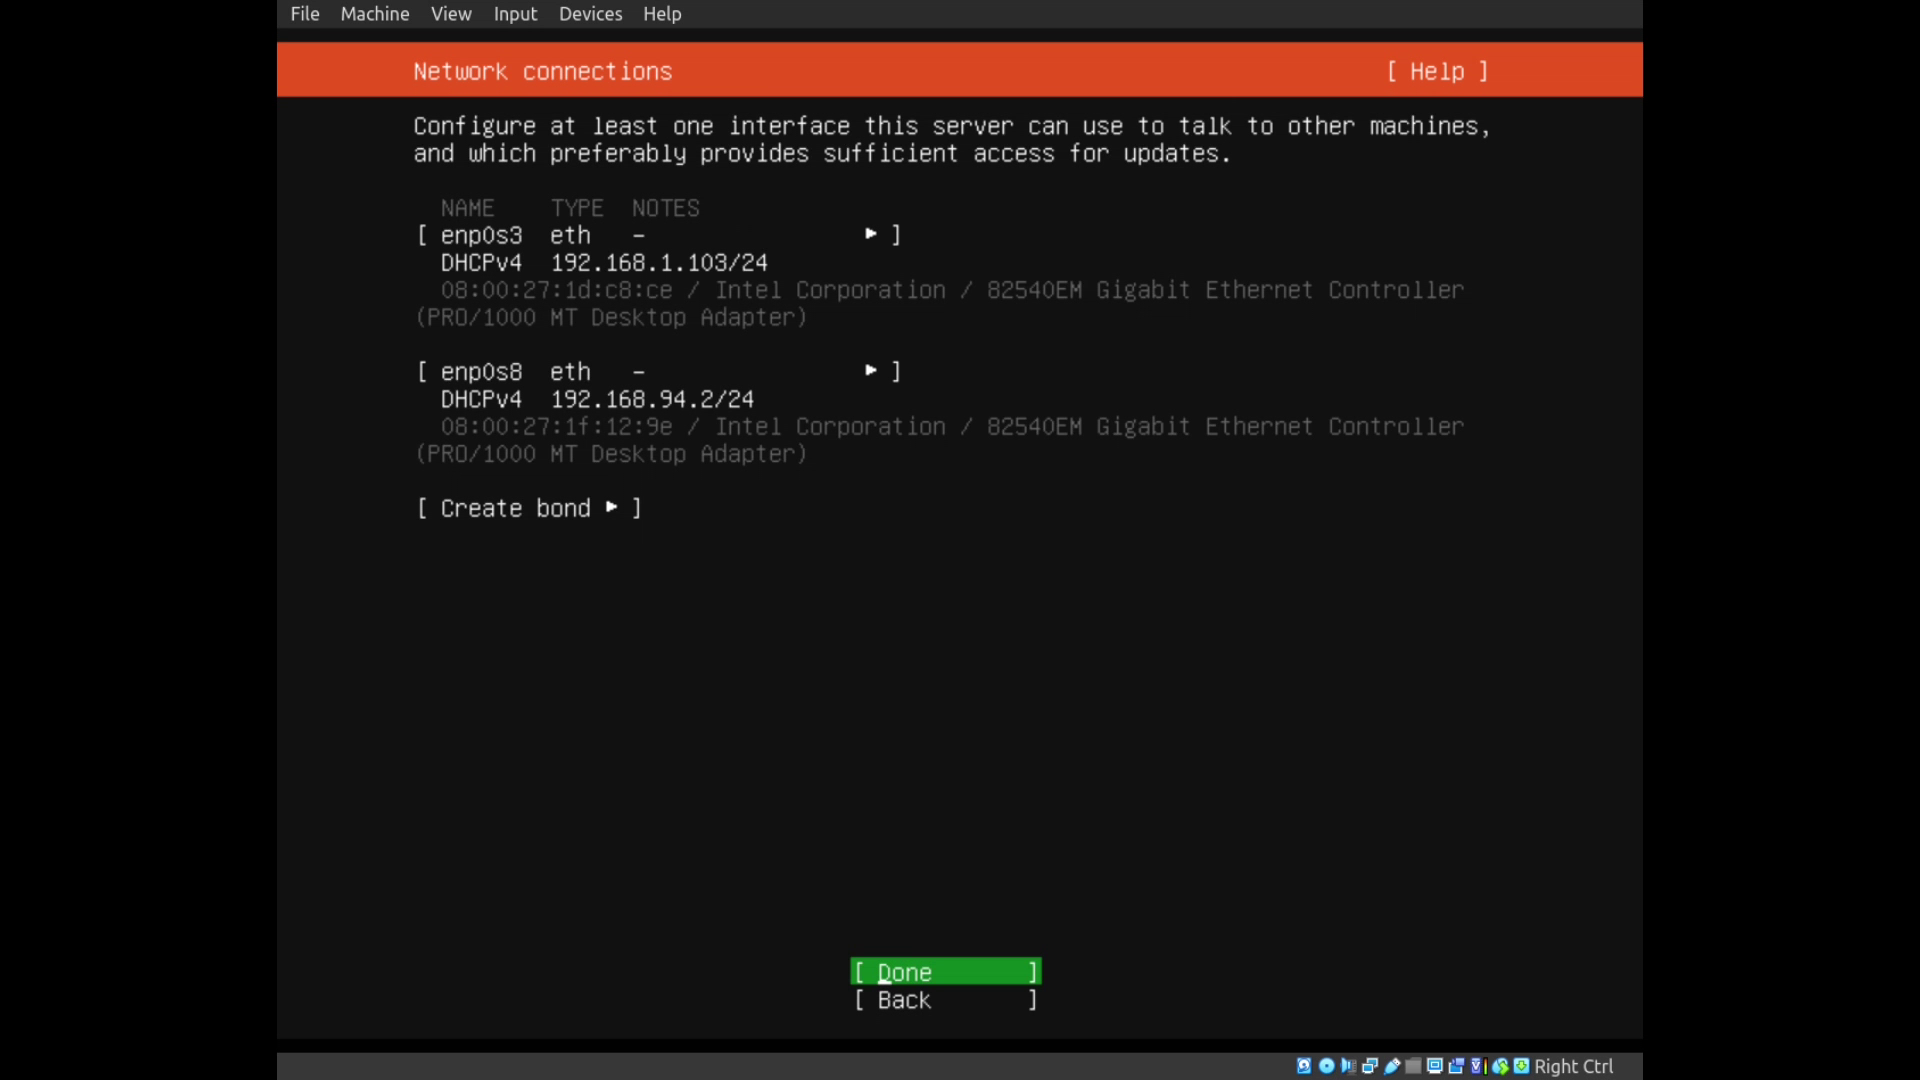 File Machine View Input Devices Help
Network connections [ Help ]
Configure at least one interface this server can use to talk to other machines,
and which preferably provides sufficient access for updates.
NAME TYPE NOTES
[ enp0s3 eth - ▸ ]
DHCPv4 192.168.1.103/24
08:00:27:1d:c8:ce / Intel Corporation / 82540EM Gigabit Ethernet Controller
(PRO/1000 MT Desktop Adapter)
[ enp0s8 eth - ▸ ]
DHCPv4 192.168.94.2/24
08:00:27:1f:12:9e / Intel Corporation / 82540EM Gigabit Ethernet Controller
(PRO/1000 MT Desktop Adapter)
[ Create bond ▸ ]
[ Done ]
[ Back ]
Right Ctrl